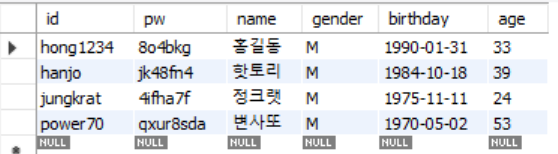 id pw name gender birthday age
hong1234 8o4bkg 홍길동 M 1990-01-31 33
hanjo jk48fn4 핫토리 M 1984-10-18 39
jungkrat 4ifha7f 정크랫 M 1975-11-11 24
power70 qxur8sda 변사또 M 1970-05-02 53
NULL NULL NULL NULL NULL NULL